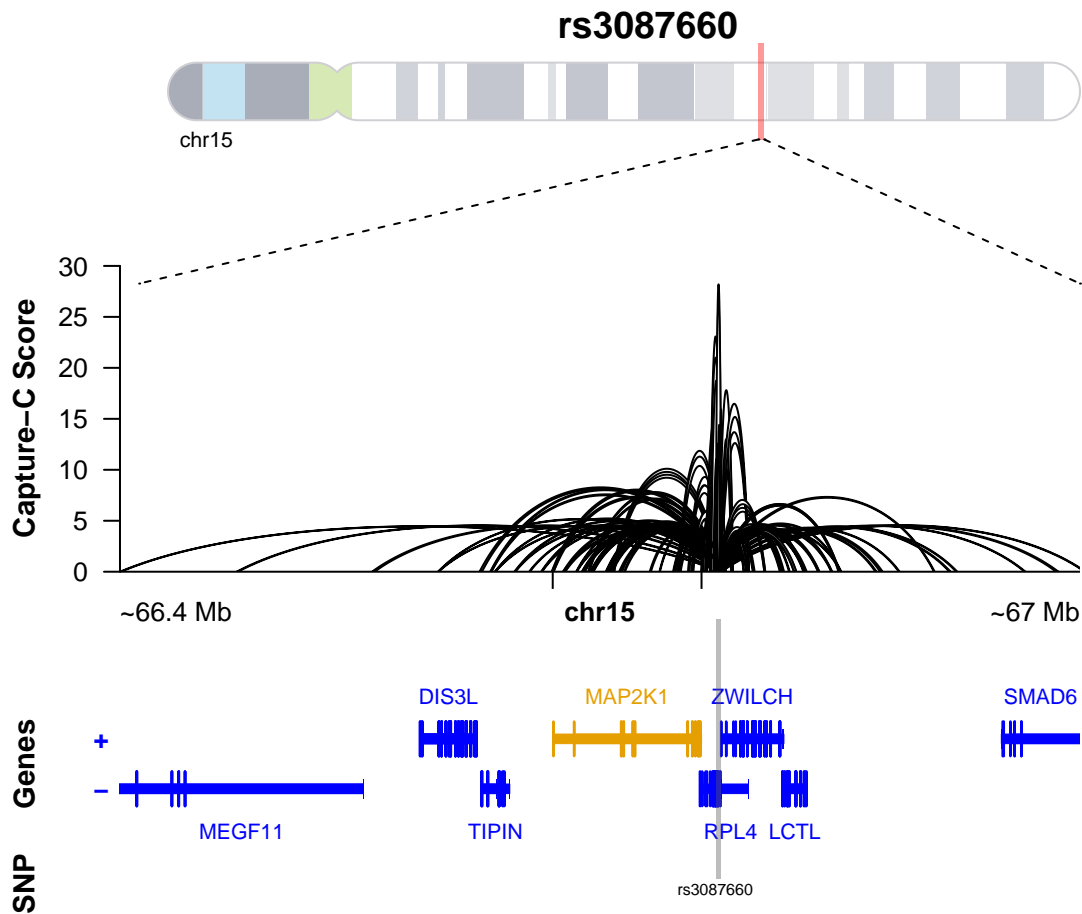 rs3087660
chr15
30
25
20
15
10
5
0
Capture−C Score
~66.4 Mb
chr15
~67 Mb
DIS3L
MAP2K1
ZWILCH
SMAD6
Genes
+
−
MEGF11
TIPIN
RPL4
LCTL
SNP
rs3087660